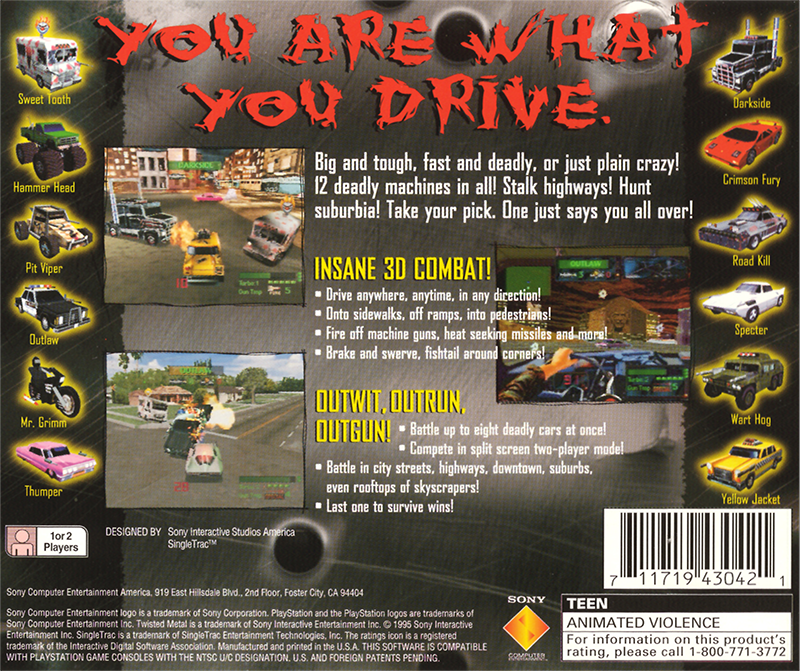 YOU ARE WHAT
YOU DRIVE.
Sweet Tooth
Hammer Head
Pit Viper
Outlaw
Mr. Grimm
Thumper
Darkside
Crimson Fury
Road Kill
Specter
Wart Hog
Yellow Jacket
Big and tough, fast and deadly, or just plain crazy!
12 deadly machines in all! Stalk highways! Hunt
suburbia! Take your pick. One just says you all over!
DARKSIDE
10
Turbo 1
5
INSANE 3D COMBAT!
• Drive anywhere, anytime, in any direction!
• Onto sidewalks, off ramps, into pedestrians!
• Fire off machine guns, heat seeking missiles and more!
• Brake and swerve, fishtail around corners!
OUTLAW
OUTWIT, OUTRUN,
OUTGUN!
• Battle up to eight deadly cars at once!
• Compete in split screen two-player mode!
• Battle in city streets, highways, downtown, suburbs,
even rooftops of skyscrapers!
• Last one to survive wins!
1 or 2
Players
DESIGNED BY Sony Interactive Studios America
SingleTrac™
7 11719 43042 1
Sony Computer Entertainment America, 919 East Hillsdale Blvd., 2nd Floor, Foster City, CA 94404
Sony Computer Entertainment logo is a trademark of Sony Corporation. PlayStation and the PlayStation logos are trademarks of
Sony Computer Entertainment Inc. Twisted Metal is a trademark of Sony Interactive Entertainment Inc. © 1995 Sony Interactive
Entertainment Inc. SingleTrac is a trademark of SingleTrac Entertainment Technologies, Inc. The ratings icon is a registered
trademark of the Interactive Digital Software Association. Manufactured and printed in the U.S.A. THIS SOFTWARE IS COMPATIBLE
WITH PLAYSTATION GAME CONSOLES WITH THE NTSC U/C DESIGNATION. U.S. AND FOREIGN PATENTS PENDING.
SONY
COMPUTER
ENTERTAINMENT
TEEN
ANIMATED VIOLENCE
For information on this product's
rating, please call 1-800-771-3772